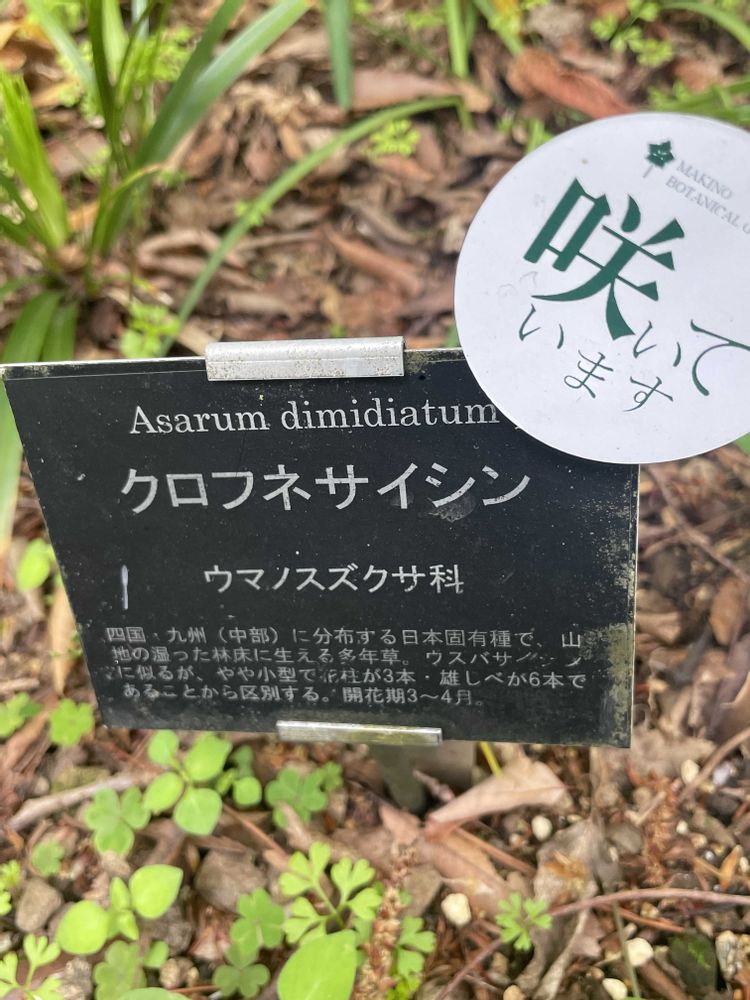 MAKINO
BOTANICAL
咲いて
います
Asarum dimidiatum
クロフネサイシン
ウマノスズクサ科
四国・九州（中部）に分布する日本固有種で、山
地の湿った林床に生える多年草。ウスバサイシン
に似るが、やや小型で花柱が3本・雄しべが6本で
あることから区別する。開花期3～4月。